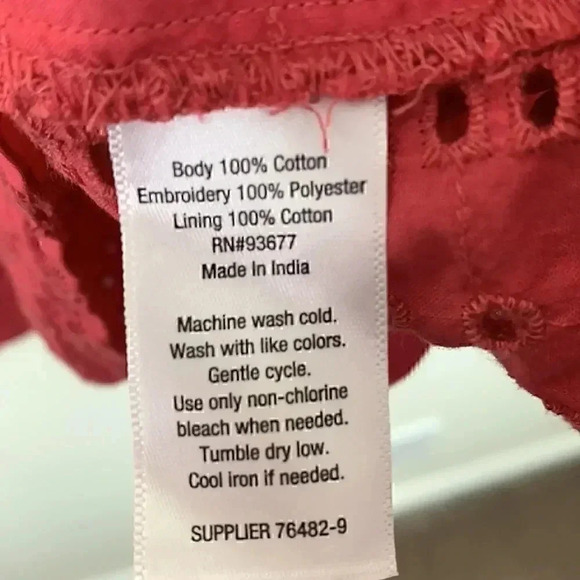 Body 100% Cotton
Embroidery 100% Polyester
Lining 100% Cotton
RN#93677
Made In India
Machine wash cold.
Wash with like colors.
Gentle cycle.
Use only non-chlorine
bleach when needed.
Tumble dry low.
Cool iron if needed.
SUPPLIER 76482-9